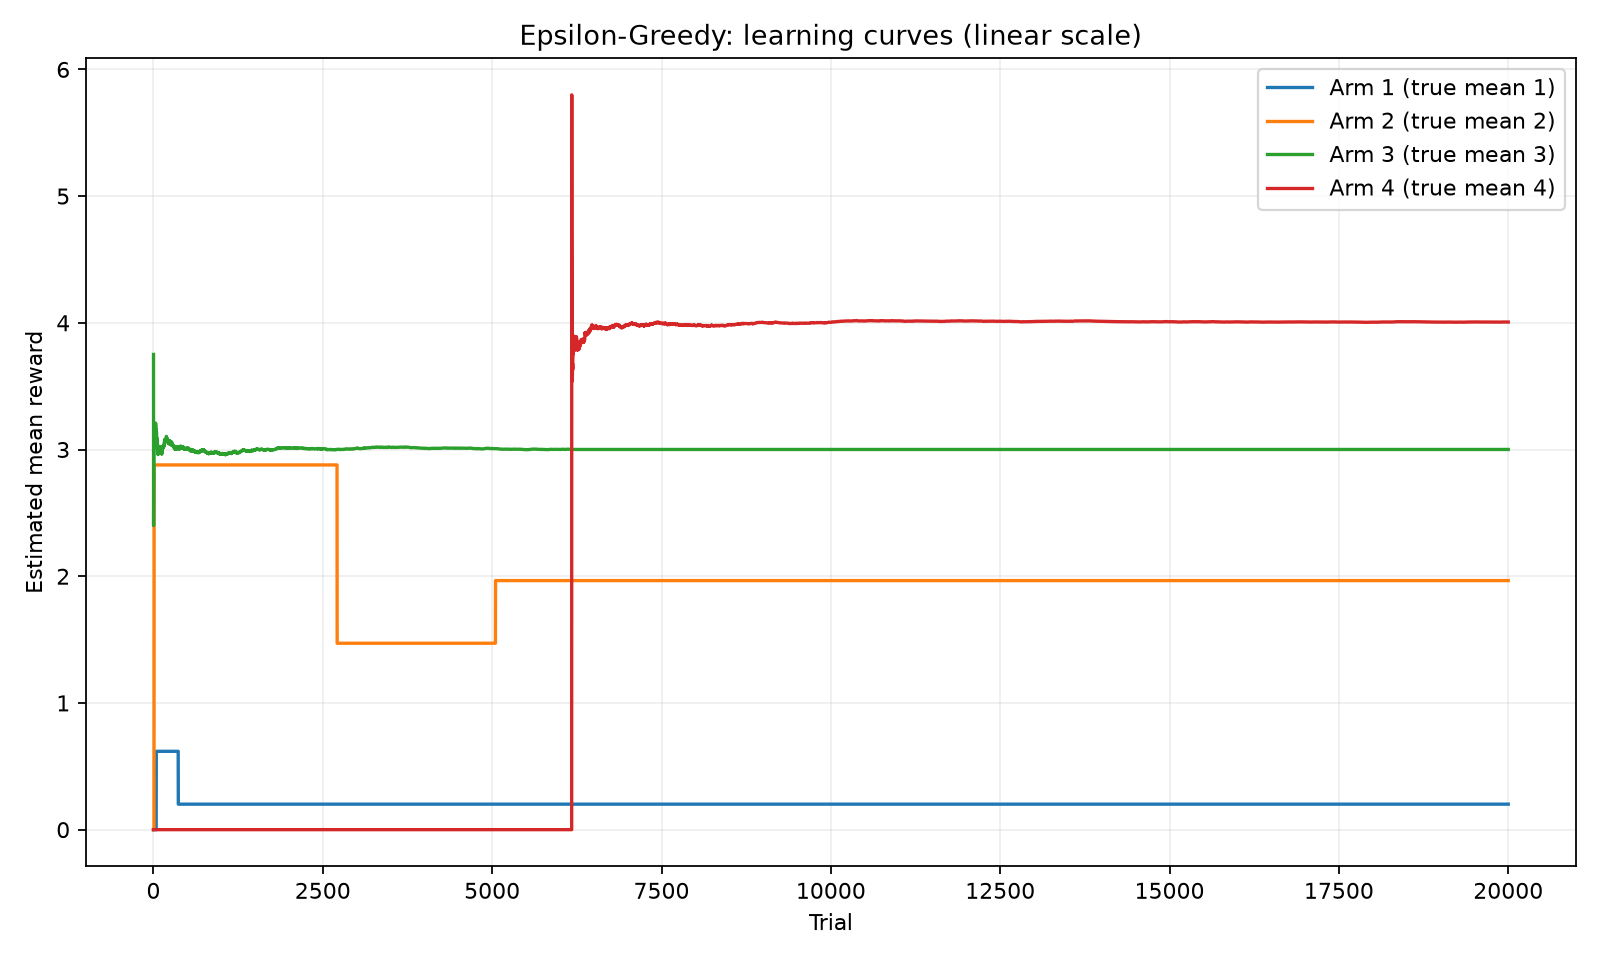 Epsilon-Greedy: learning curves (linear scale)
6
5
4
3
2
1
0
Estimated mean reward
Arm 1 (true mean 1)
Arm 2 (true mean 2)
Arm 3 (true mean 3)
Arm 4 (true mean 4)
0 2500 5000 7500 10000 12500 15000 17500 20000
Trial